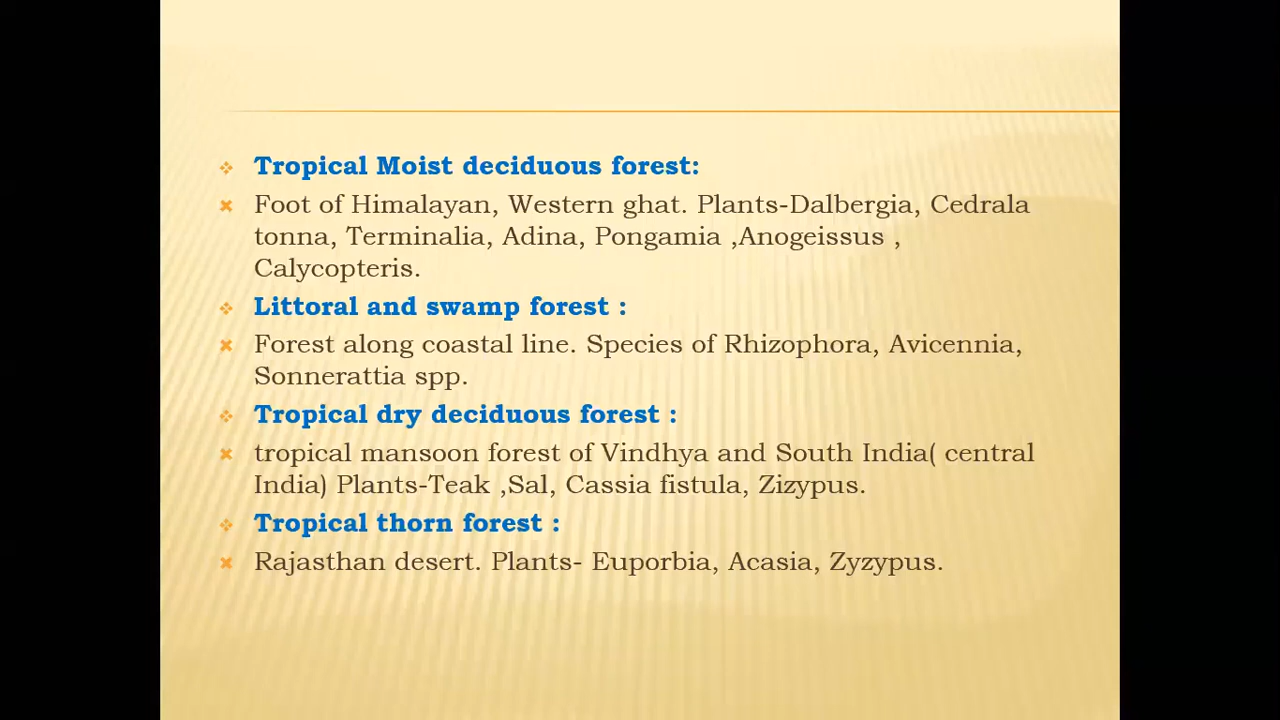 Tropical Moist deciduous forest:
Foot of Himalayan, Western ghat. Plants-Dalbergia, Cedrala
tonna, Terminalia, Adina, Pongamia ,Anogeissus ,
Calycopteris.
Littoral and swamp forest :
Forest along coastal line. Species of Rhizophora, Avicennia,
Sonnerattia spp.
Tropical dry deciduous forest :
tropical mansoon forest of Vindhya and South India( central
India) Plants-Teak ,Sal, Cassia fistula, Zizypus.
Tropical thorn forest :
Rajasthan desert. Plants- Euporbia, Acasia, Zyzypus.